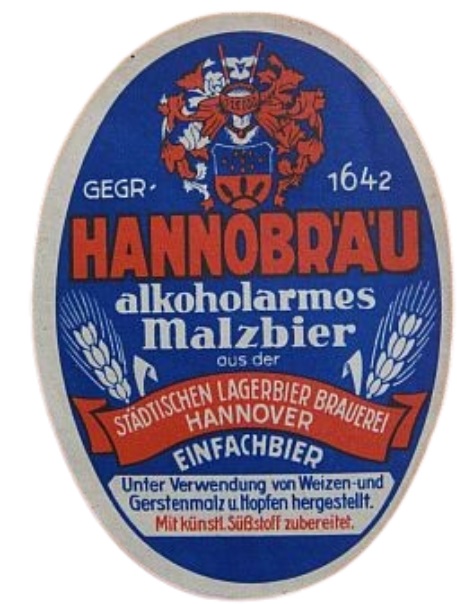 GEGR. 1642
HANNOBRÄU
alkoholarmes
Malzbier
aus der
STÄDTISCHEN LAGERBIER BRAUEREI
HANNOVER
EINFACHBIER
Unter Verwendung von Weizen-und
Gerstenmalz u. Hopfen hergestellt.
Mit künstl. Süßstoff zubereitet.